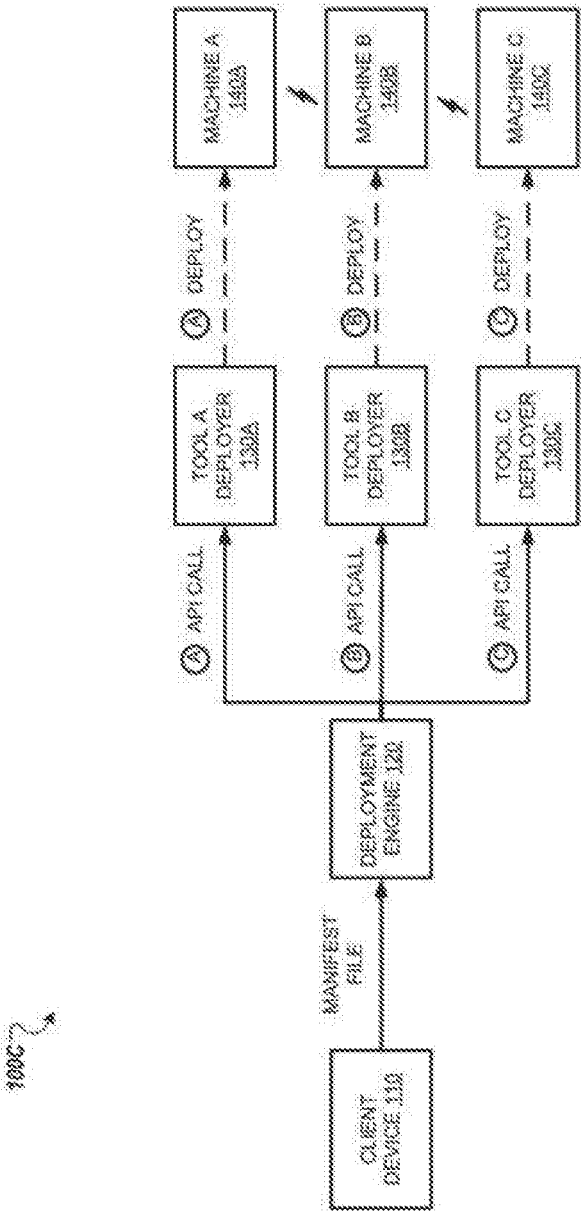 100C
CLIENT
DEVICE 110
MANIFEST
FILE
DEPLOYMENT
ENGINE 120
A API CALL
TOOL A
DEPLOYER
130A
A DEPLOY
MACHINE A
140A
B API CALL
TOOL B
DEPLOYER
130B
B DEPLOY
MACHINE B
140B
C API CALL
TOOL C
DEPLOYER
130C
C DEPLOY
MACHINE C
140C